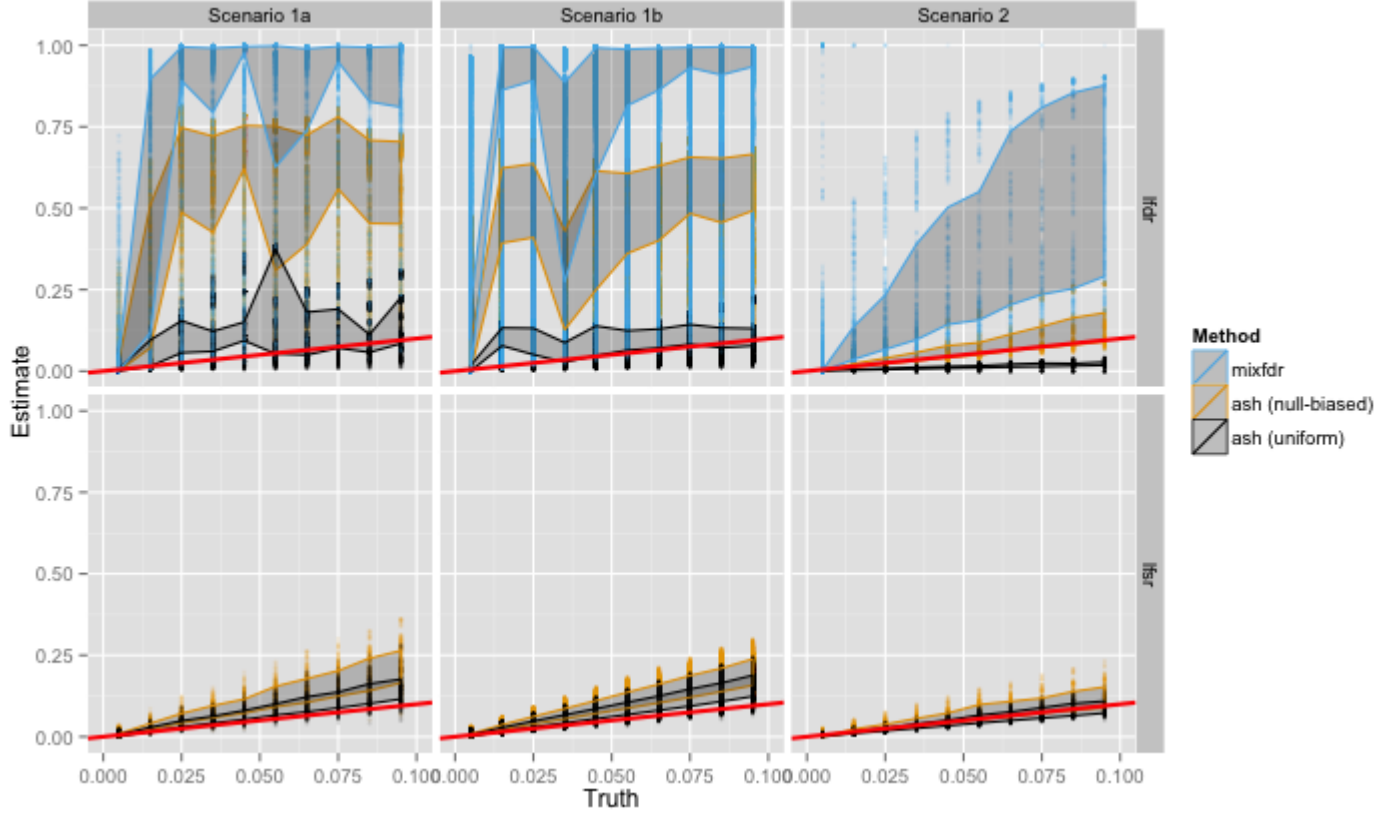 Scenario 1a
Scenario 1b
Scenario 2
1.00
0.75
0.50
0.25
0.00
lfdr
1.00
0.75
0.50
0.25
0.00
lfsr
Estimate
0.000 0.025 0.050 0.075 0.100
0.000 0.025 0.050 0.075 0.100
0.000 0.025 0.050 0.075 0.100
Truth
Method
mixfdr
ash (null-biased)
ash (uniform)